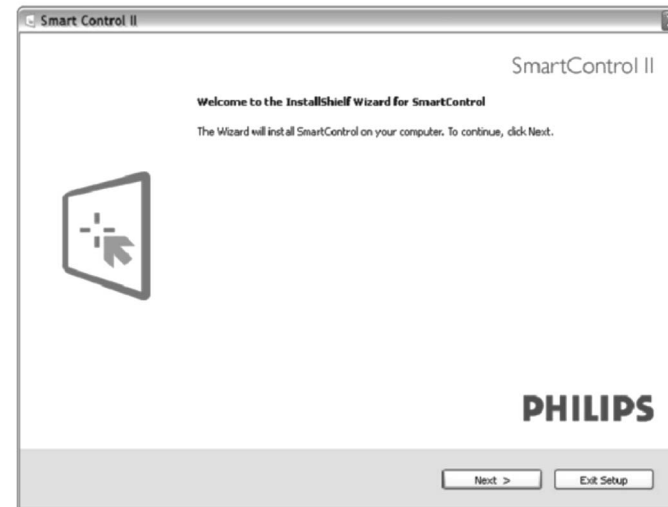 Smart Control II
SmartControl II
Welcome to the InstallShielf Wizard for SmartControl
The Wizard will install SmartControl on your computer. To continue, click Next.
PHILIPS
Next >
Exit Setup